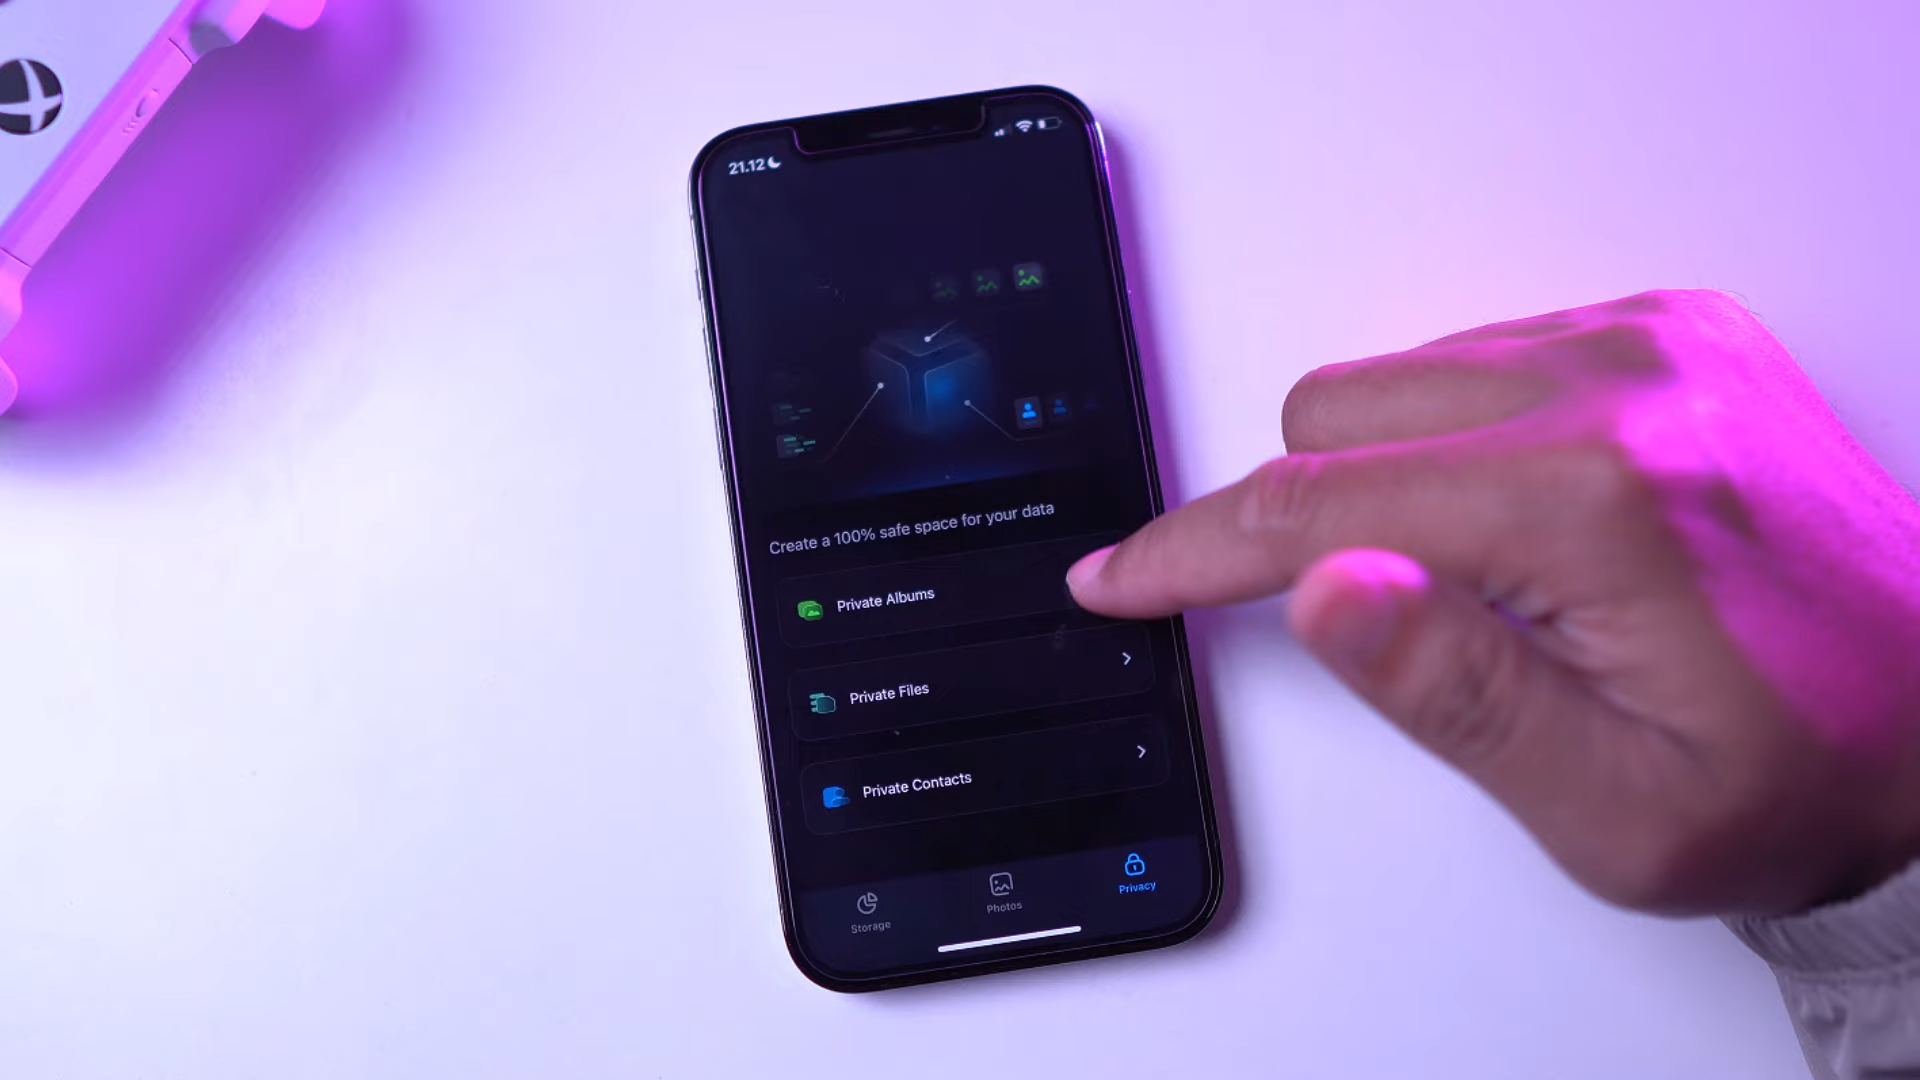 21.12
Create a 100% safe space for your data
Private Albums
Private Files
Private Contacts
Storage
Photos
Privacy